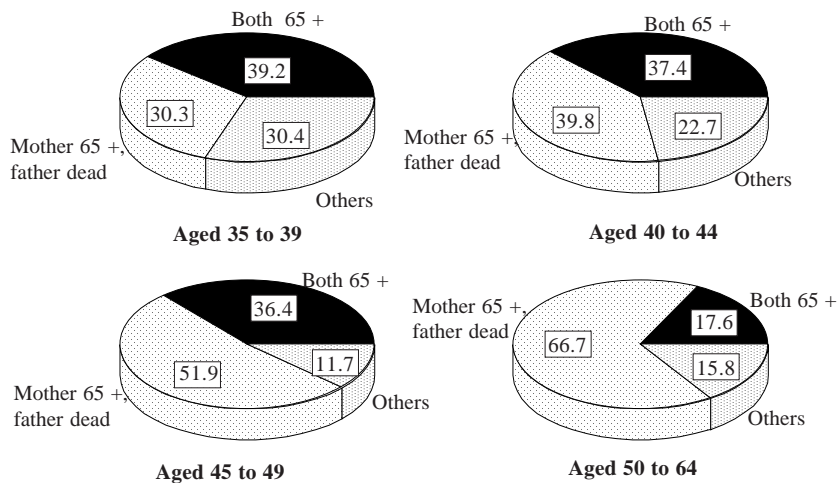 Both 65 +
39.2
30.3
30.4
Mother 65 +,
father dead
Others
Aged 35 to 39
Both 65 +
37.4
39.8
22.7
Mother 65 +,
father dead
Others
Aged 40 to 44
Both 65 +
36.4
11.7
51.9
Mother 65 +,
father dead
Others
Aged 45 to 49
Mother 65 +,
father dead
Both 65 +
17.6
66.7
15.8
Others
Aged 50 to 64